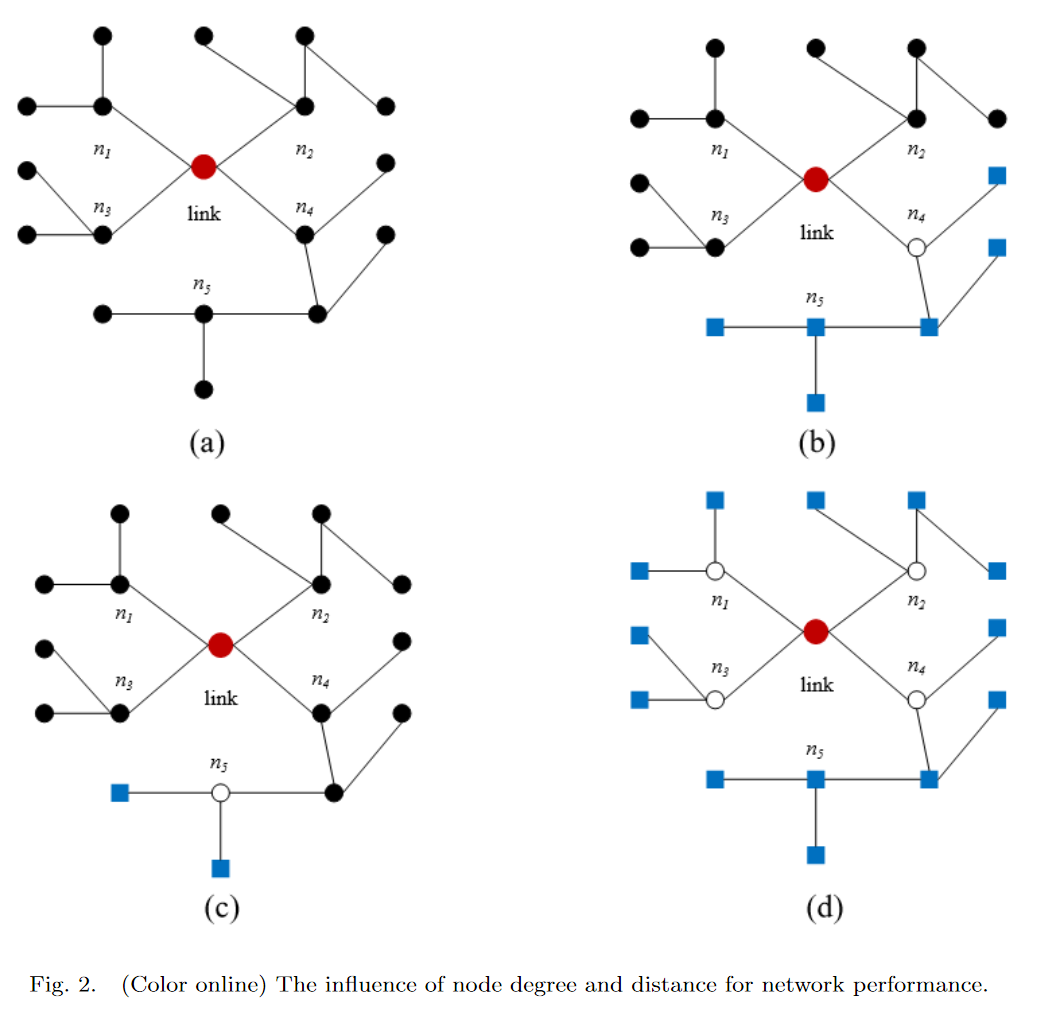 n1
n2
n3
link
n4
n5
(a)
n1
n2
n3
n4
link
n5
(b)
n1
n2
n3
n4
link
n5
(c)
n1
n2
n3
n4
link
n5
(d)
Fig. 2. (Color online) The influence of node degree and distance for network performance.